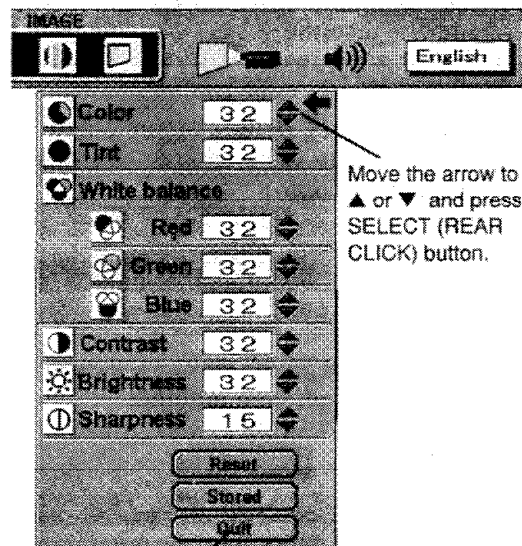 IMAGE
English
Color 32
Tint 32
White balance
Red 32
Green 32
Blue 32
Contrast 32
Brightness 32
Sharpness 15
Reset
Stored
Quit
Move the arrow to
▲ or ▼ and press
SELECT (REAR
CLICK) button.